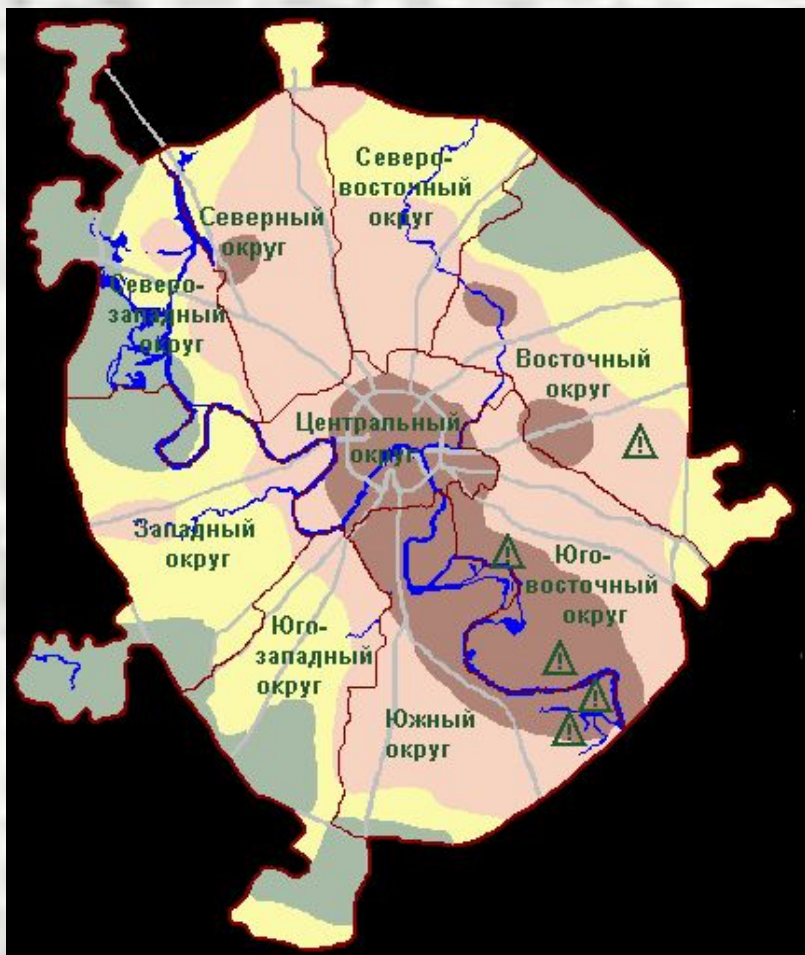 Северо-
восточный
округ
Северный
округ
Северо-
западный
округ
Восточный
округ
Центральный
округ
Западный
округ
Юго-
восточный
округ
Юго-
западный
округ
Южный
округ